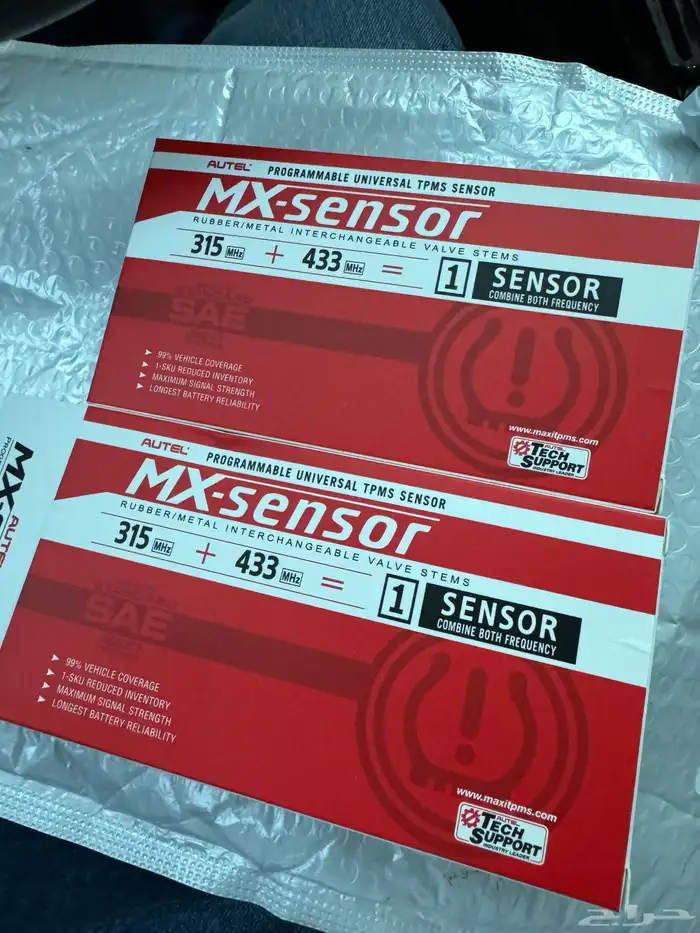 AUTEL
PROGRAMMABLE UNIVERSAL TPMS SENSOR
MX-sensor
RUBBER/METAL INTERCHANGEABLE VALVE STEMS
315 MHz + 433 MHz = 1 SENSOR
COMBINE BOTH FREQUENCY
SAE
99% VEHICLE COVERAGE
1-SKU REDUCED INVENTORY
MAXIMUM SIGNAL STRENGTH
LONGEST BATTERY RELIABILITY
www.maxitpms.com
AUTEL
TECH
SUPPORT
INDUSTRY LEADER
AUTEL
PROGRAMMABLE UNIVERSAL TPMS SENSOR
MX-sensor
RUBBER/METAL INTERCHANGEABLE VALVE STEMS
315 MHz + 433 MHz = 1 SENSOR
COMBINE BOTH FREQUENCY
SAE
99% VEHICLE COVERAGE
1-SKU REDUCED INVENTORY
MAXIMUM SIGNAL STRENGTH
LONGEST BATTERY RELIABILITY
www.maxitpms.com
AUTEL
TECH
SUPPORT
INDUSTRY LEADER
AUTEL
حراج